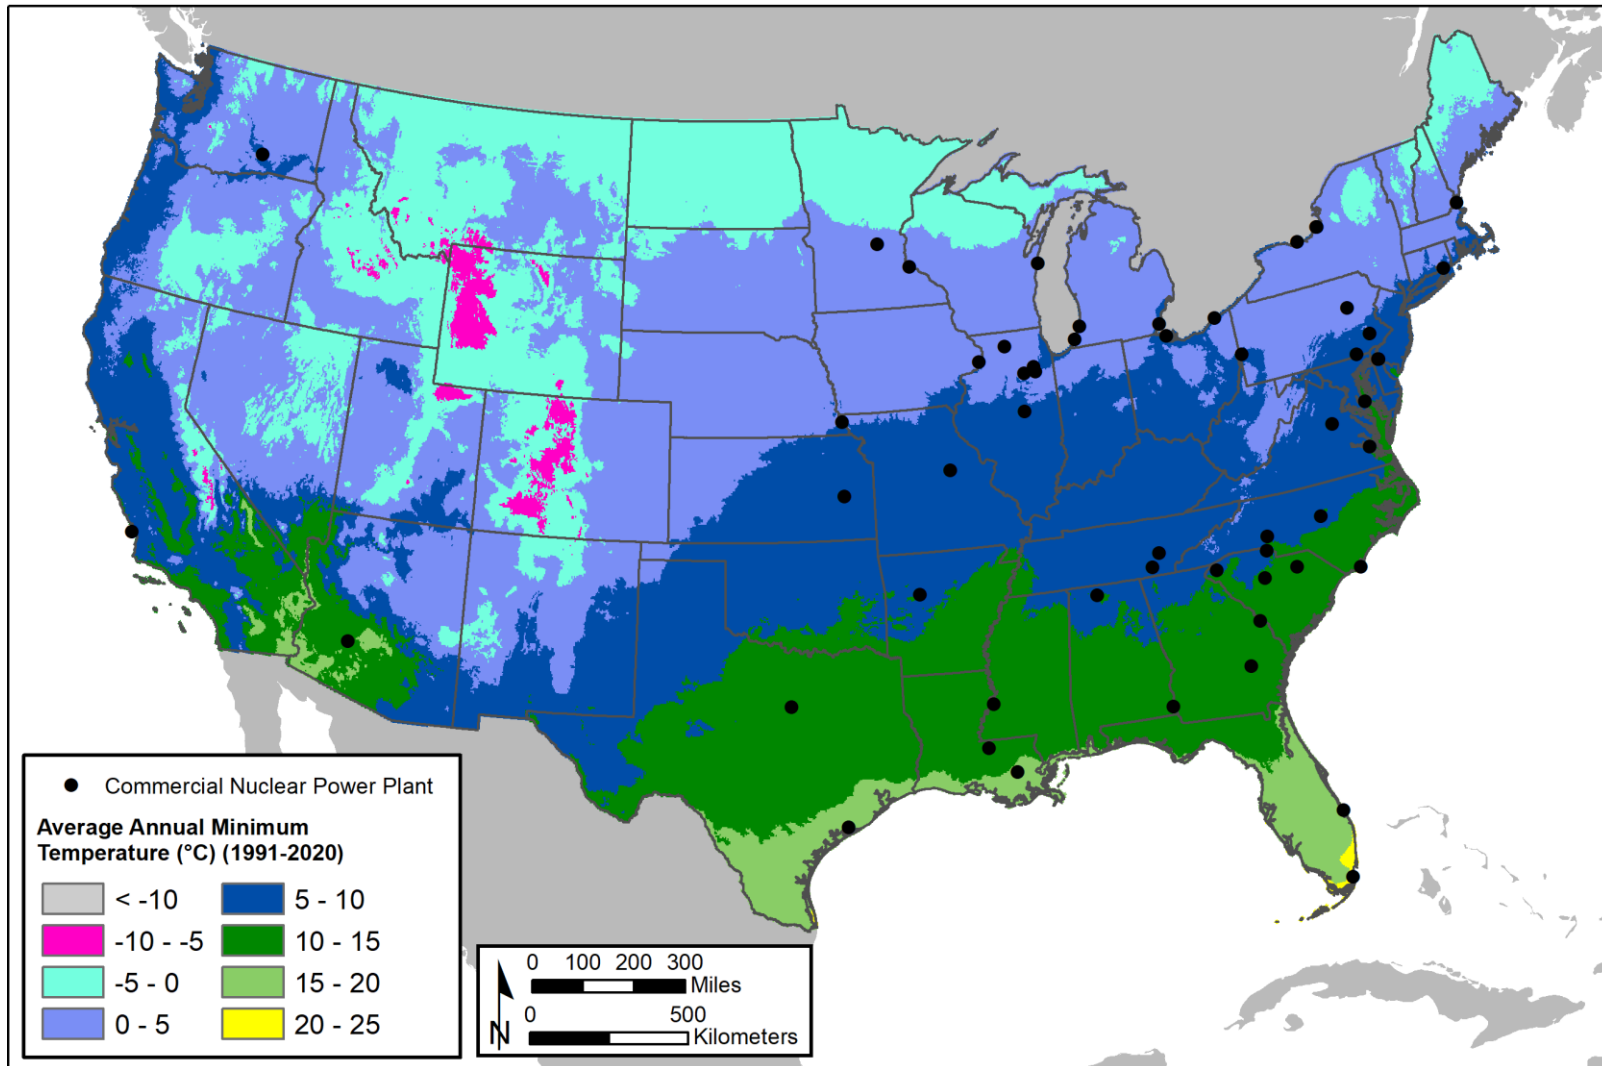 Commercial Nuclear Power Plant
Average Annual Minimum
Temperature (°C) (1991-2020)
< -10
5 - 10
-10 - -5
10 - 15
-5 - 0
15 - 20
0 - 5
20 - 25
N
0 100 200 300
Miles
0 500
Kilometers